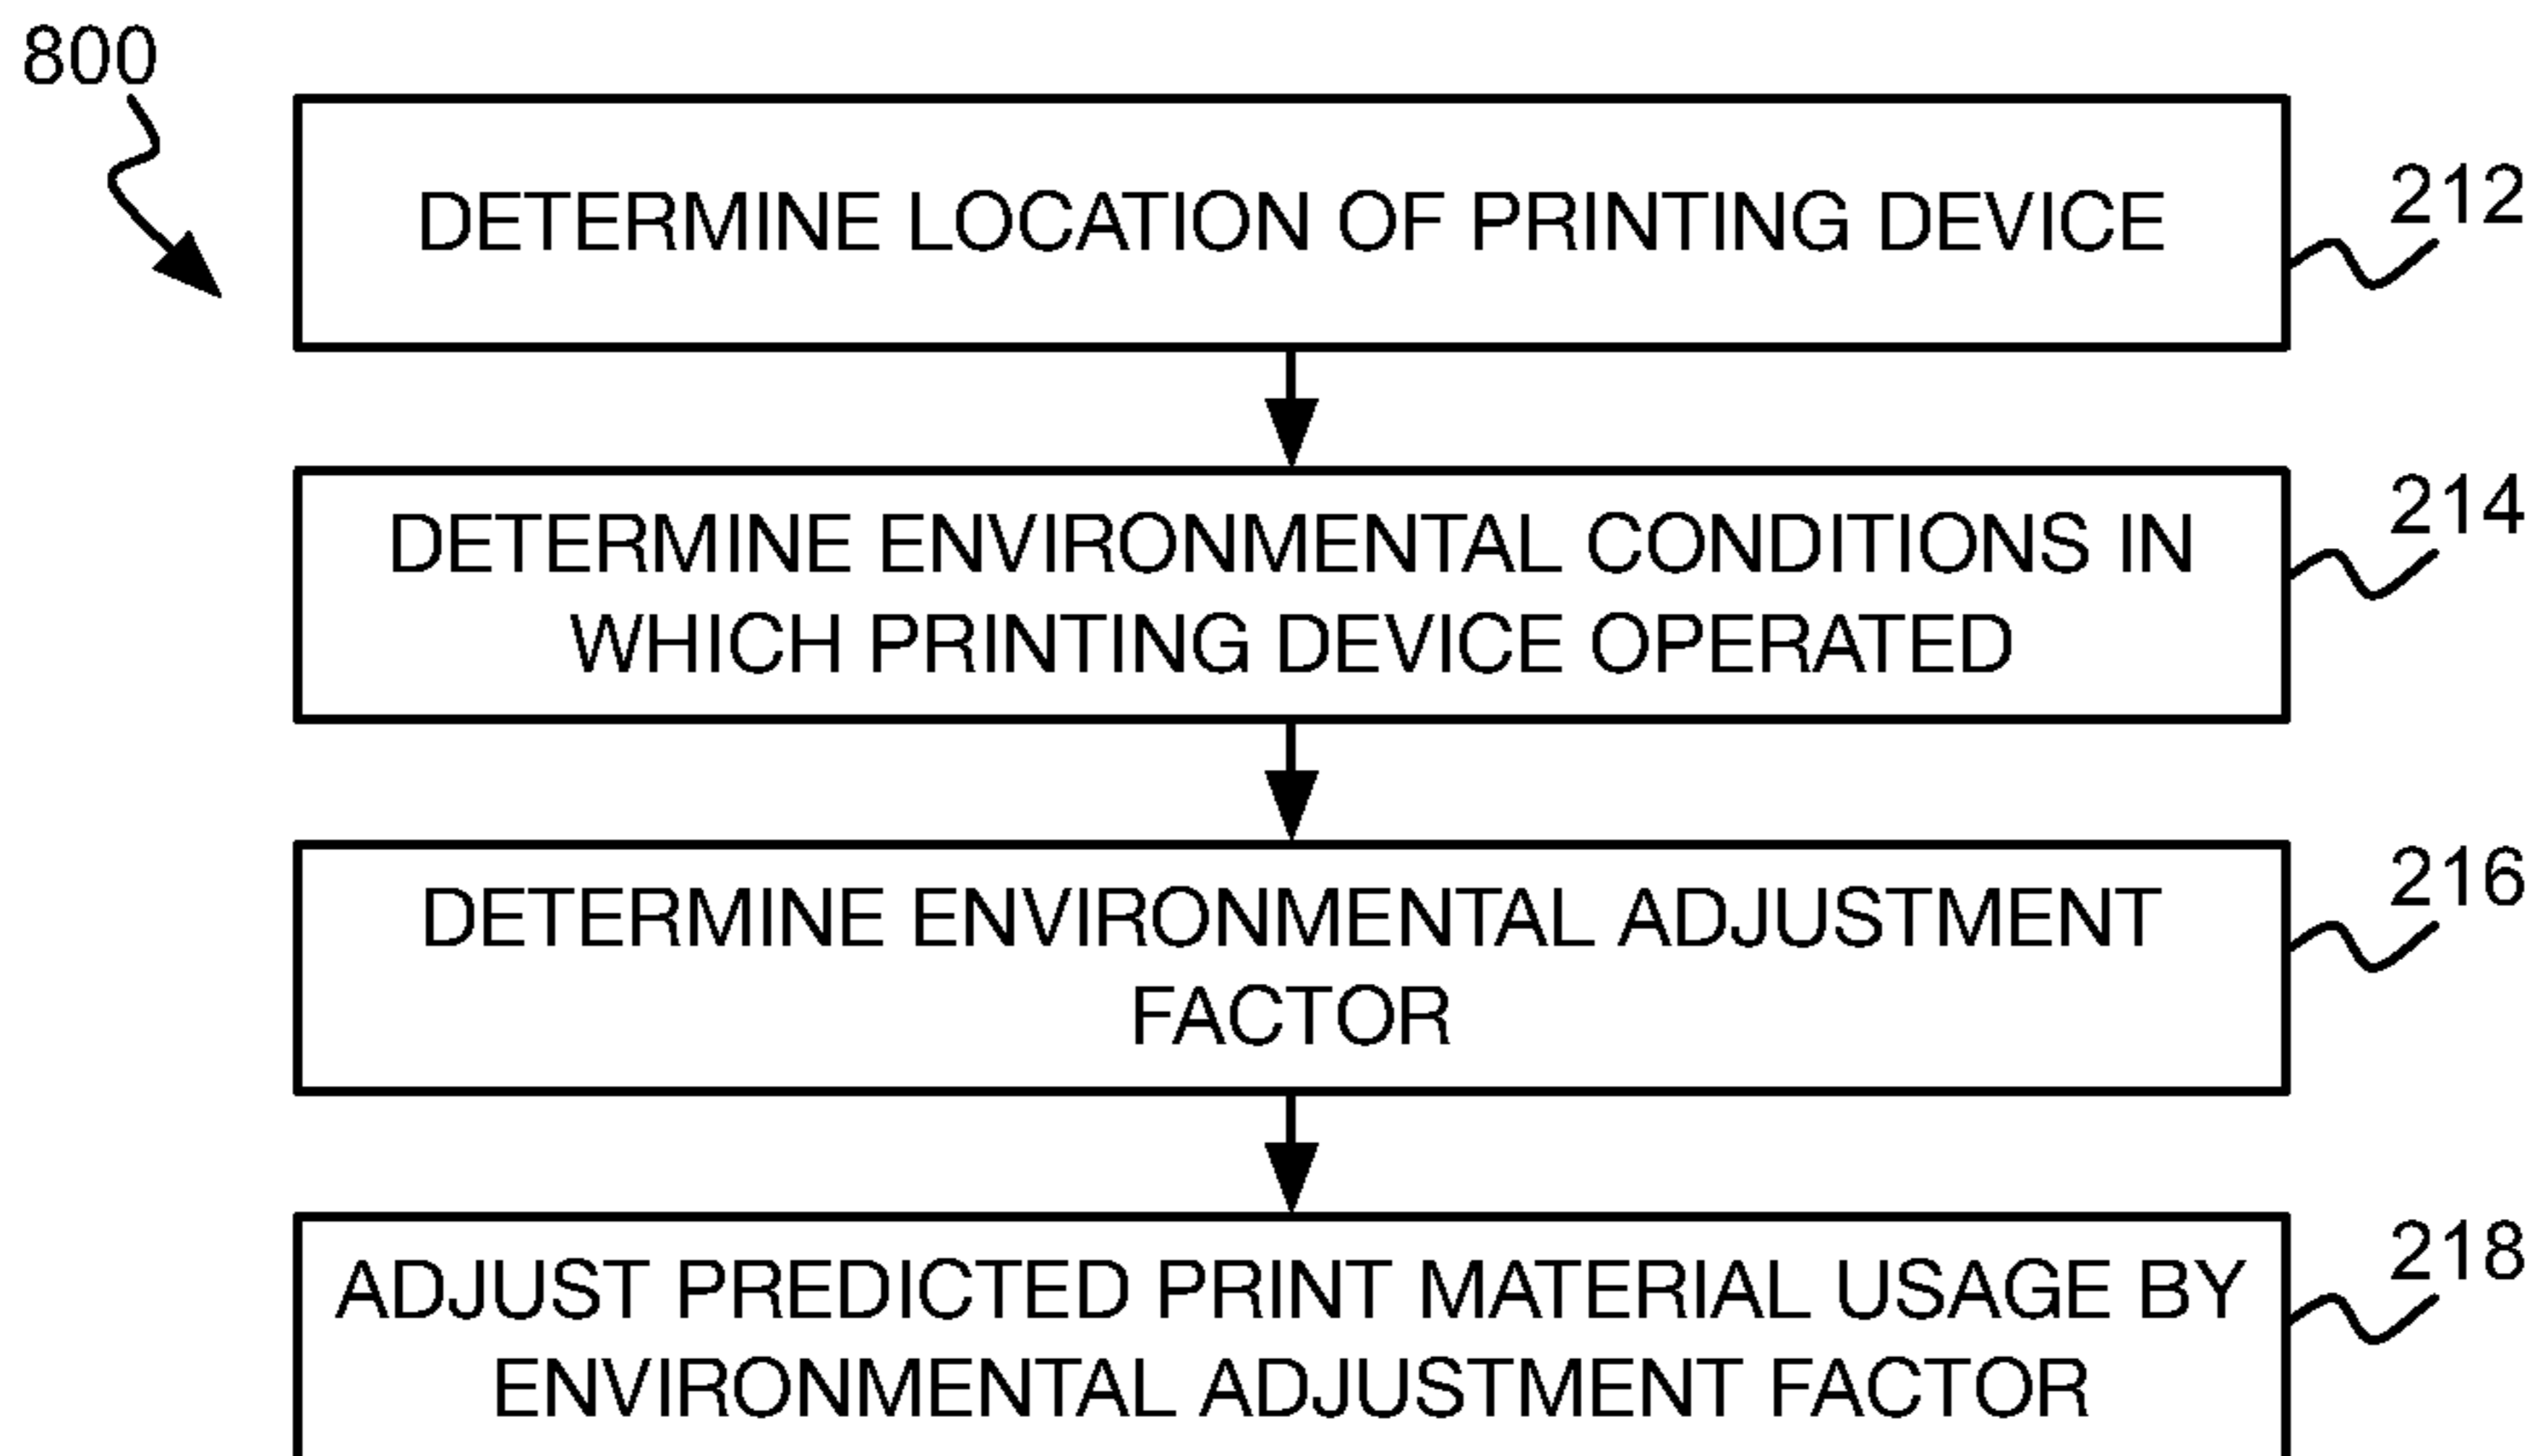 800
DETERMINE LOCATION OF PRINTING DEVICE
212
DETERMINE ENVIRONMENTAL CONDITIONS IN
WHICH PRINTING DEVICE OPERATED
214
DETERMINE ENVIRONMENTAL ADJUSTMENT
FACTOR
216
ADJUST PREDICTED PRINT MATERIAL USAGE BY
ENVIRONMENTAL ADJUSTMENT FACTOR
218